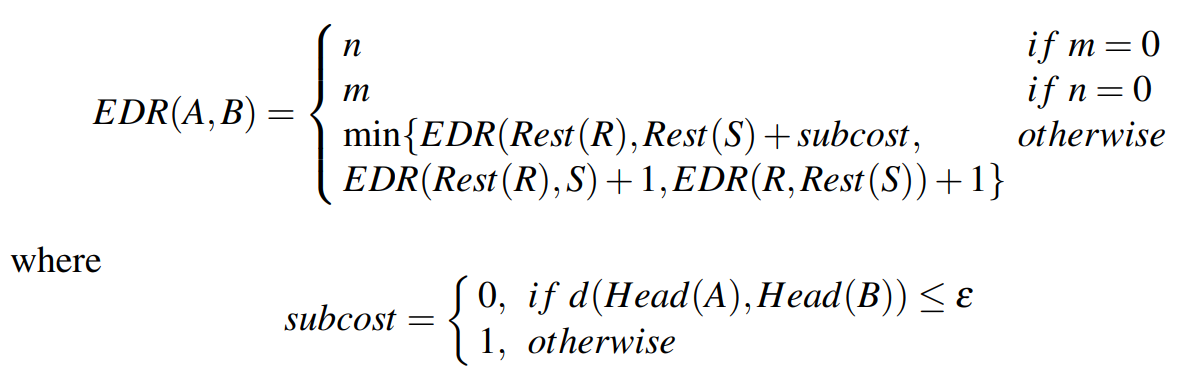 EDR(A,B) = { n if m = 0
m if n = 0
min{EDR(Rest(R),Rest(S)+subcost, otherwise
EDR(Rest(R),S)+1,EDR(R,Rest(S))+1}
where
subcost = { 0, if d(Head(A),Head(B)) ≤ ε
1, otherwise